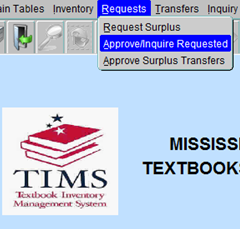 ain Tables Inventory Requests Transfers Inquiry
Request Surplus
Approve/Inquire Requested
Approve Surplus Transfers
MISSISS
TEXTBOOK
TIMS
Textbook Inventory
Management System